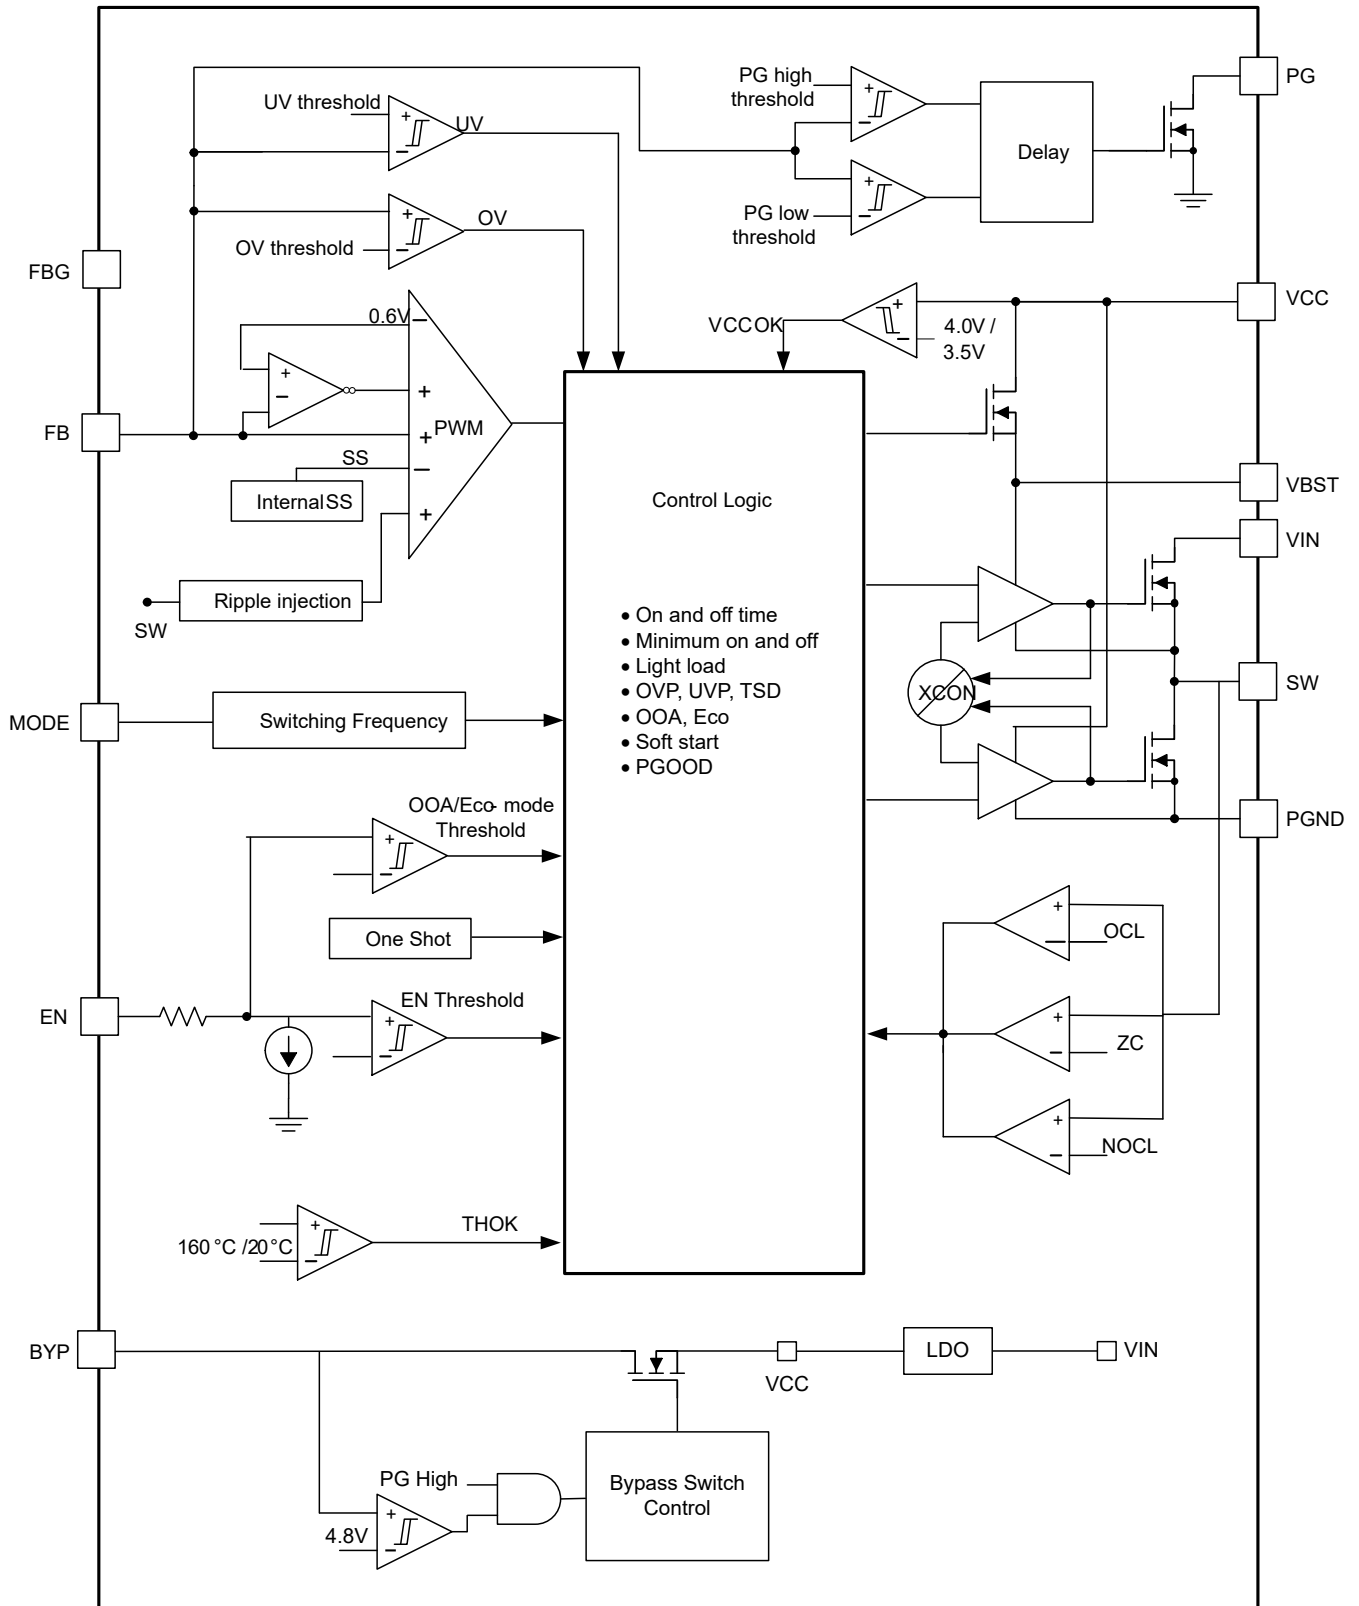 PG high
threshold
PG
UV threshold
UV
Delay
PG low
threshold
OV
OV threshold
FBG
VCC
0.6V
VCCOK
4.0V /
3.5V
FB
PWM
SS
Internal SS
Control Logic
VBST
VIN
Ripple injection
SW
• On and off time
• Minimum on and off
• Light load
• OVP, UVP, TSD
• OOA, Eco
• Soft start
• PGOOD
XCON
SW
MODE
Switching Frequency
OOA/Eco- mode
Threshold
PGND
One Shot
OCL
EN
EN Threshold
ZC
NOCL
THOK
160 °C /20 °C
BYP
LDO
VIN
VCC
PG High
Bypass Switch
Control
4.8V